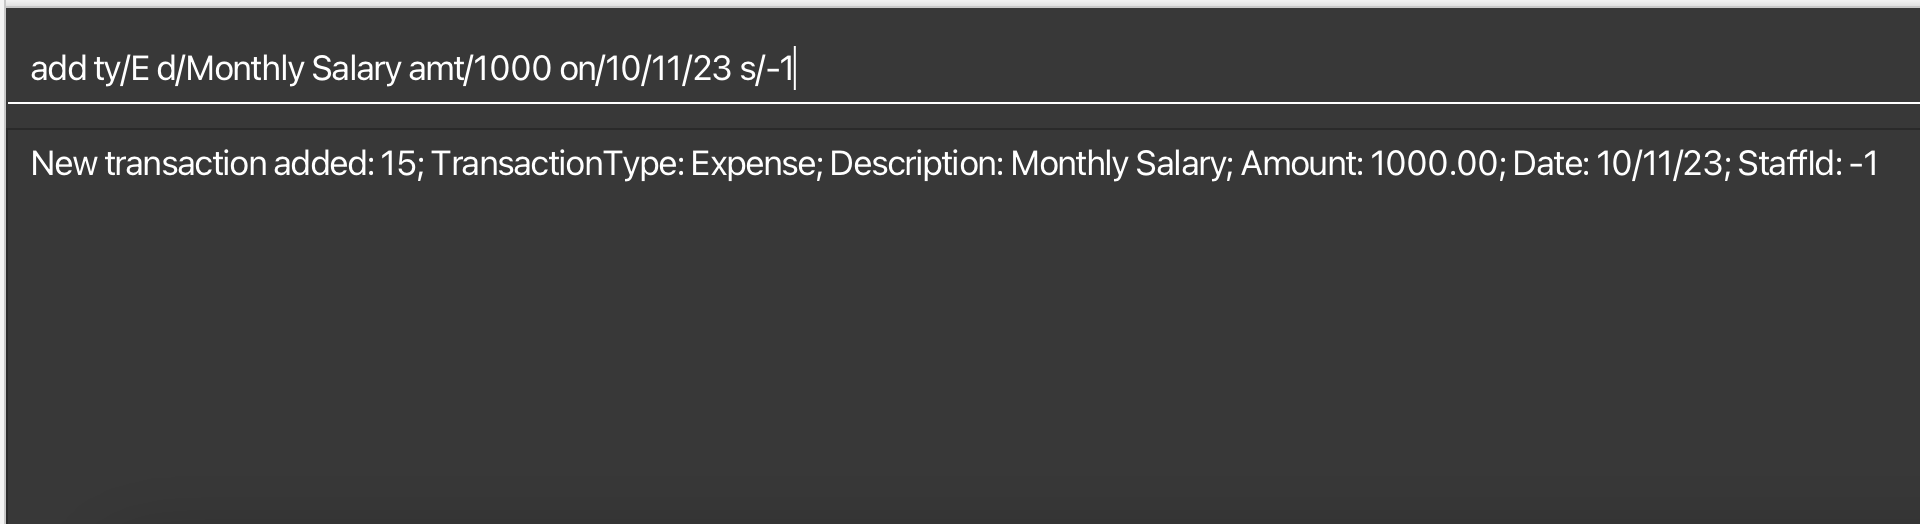 add ty/E d/Monthly Salary amt/1000 on/10/11/23 s/-1
New transaction added: 15; TransactionType: Expense; Description: Monthly Salary; Amount: 1000.00; Date: 10/11/23; StaffId: -1